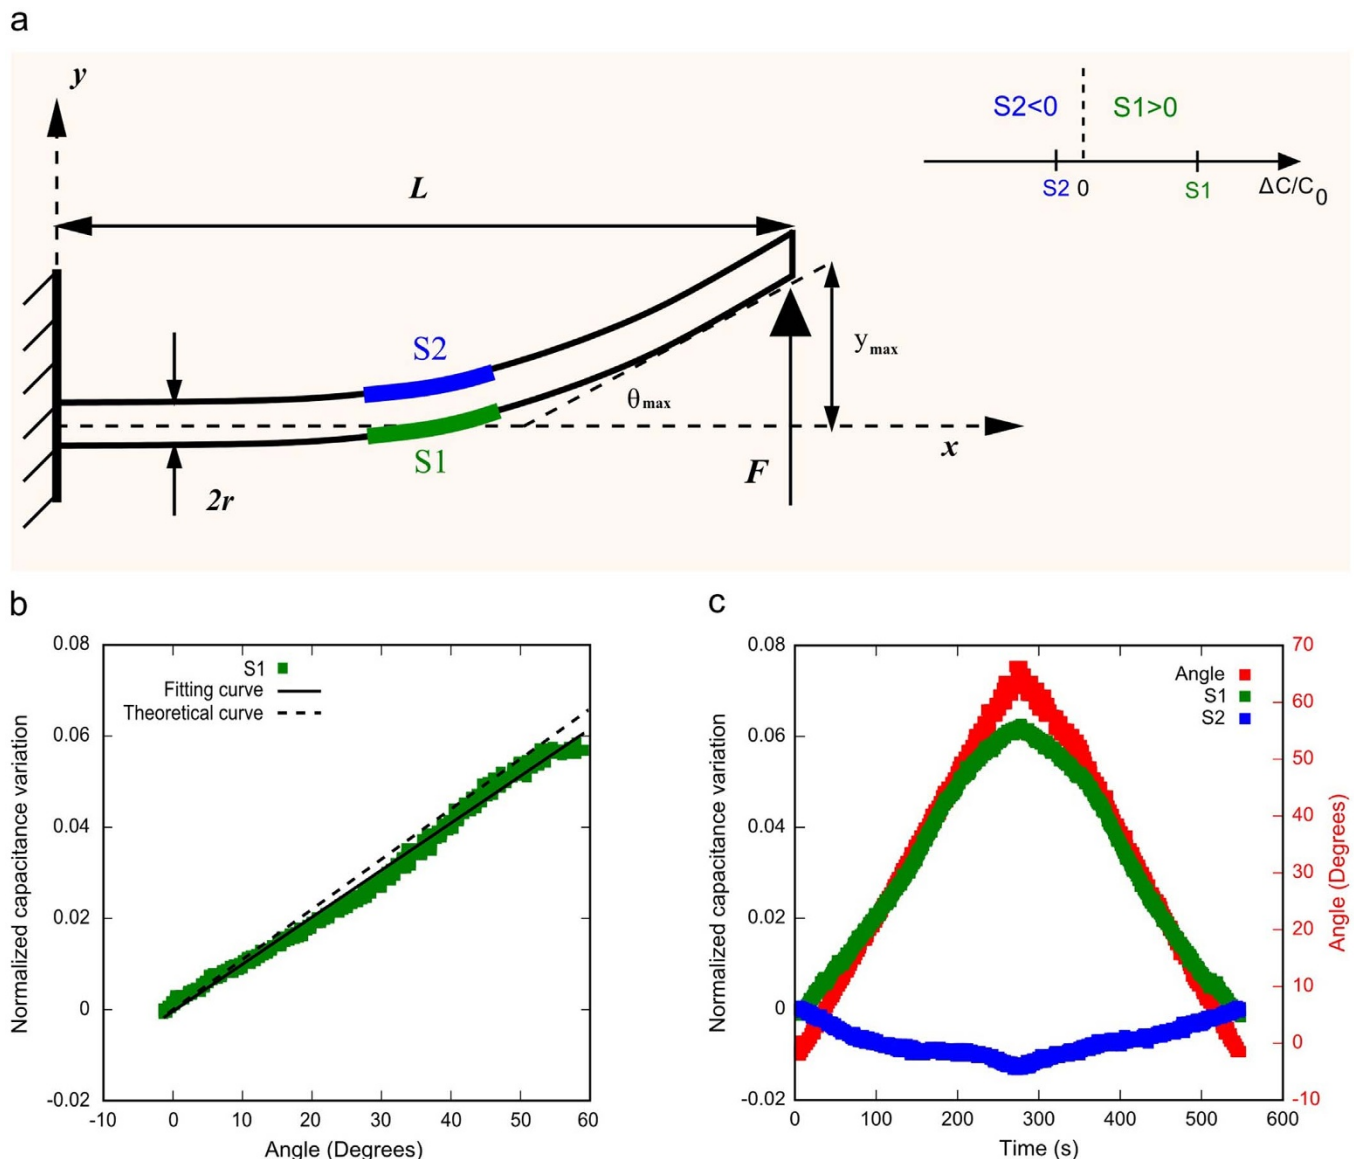 a
y
S2<0 S1>0
S2 0 S1 ΔC/C0
L
S2
ymax
θmax
x
S1
F
2r
b
0.08
0.06
0.04
0.02
0
-0.02
-10 0 10 20 30 40 50 60
Normalized capacitance variation
Angle (Degrees)
S1
Fitting curve
Theoretical curve
c
0.08
0.06
0.04
0.02
0
-0.02
0 100 200 300 400 500 600
Normalized capacitance variation
Time (s)
Angle
S1
S2
70
60
50
40
30
20
10
0
-10
Angle (Degrees)